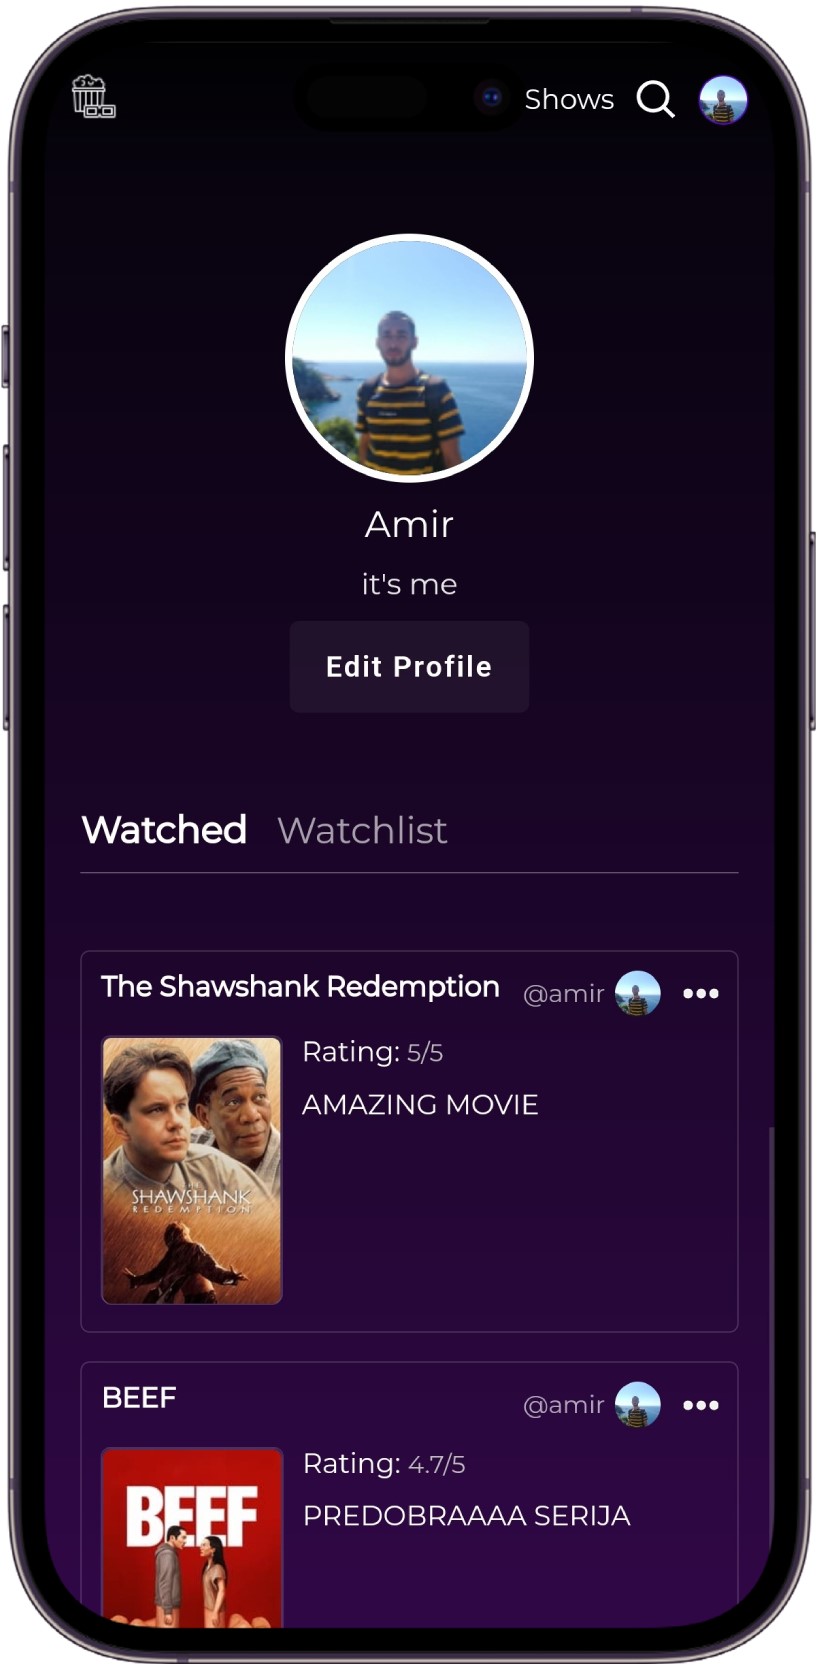 Shows
Amir
it's me
Edit Profile
Watched Watchlist
The Shawshank Redemption @amir
Rating: 5/5
AMAZING MOVIE
THE
SHAWSHANK
REDEMPTION
BEEF @amir
Rating: 4.7/5
PREDOBRAAAA SERIJA
BEEF